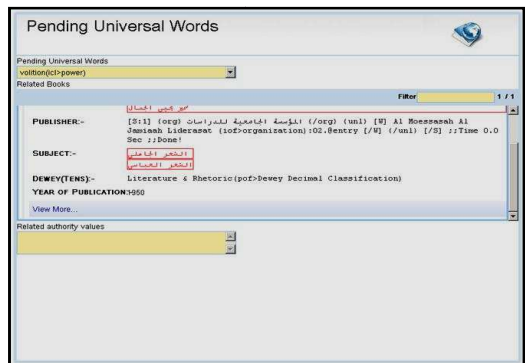 Pending Universal Words
Pending Universal Words
volition(icl>power)
Related Books
Filter 1 / 1
PUBLISHER:- [S:1] (org) المؤسسة الجامعية للدراسات (/org) (unl) [W] Al Moessasah Al
Jamiaah Liderasat (iof>organization):02.@entry [/W] (/unl) [/S] ;;Time 0.0
Sec ;;Done!
SUBJECT:- الشعر الجاهلي
الشعر العباسي
DEWEY(TENS):- Literature & Rhetoric(pof>Dewey Decimal Classification)
YEAR OF PUBLICATION:-1950
View More...
Related authority values